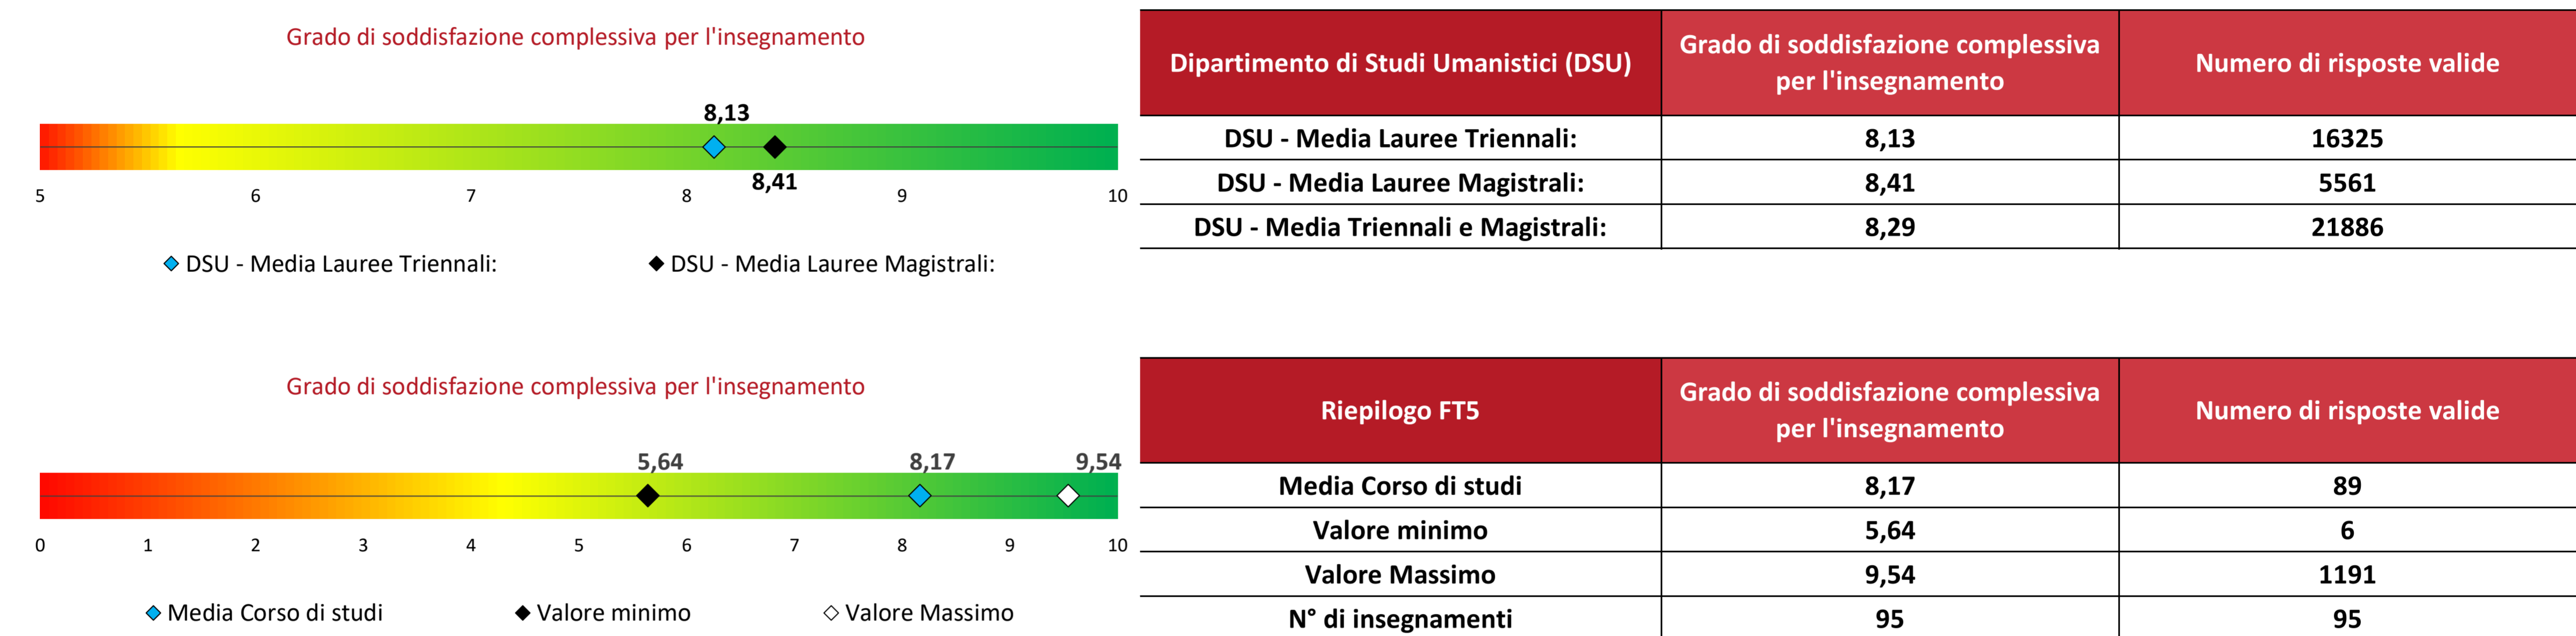 Grado di soddisfazione complessiva per l'insegnamento
8,13
8,41
5 6 7 8 9 10
DSU - Media Lauree Triennali: DSU - Media Lauree Magistrali:
Dipartimento di Studi Umanistici (DSU) Grado di soddisfazione complessiva per l'insegnamento Numero di risposte valide
DSU - Media Lauree Triennali: 8,13 16325
DSU - Media Lauree Magistrali: 8,41 5561
DSU - Media Triennali e Magistrali: 8,29 21886
Grado di soddisfazione complessiva per l'insegnamento
5,64 8,17 9,54
0 1 2 3 4 5 6 7 8 9 10
Media Corso di studi Valore minimo Valore Massimo
Riepilogo FT5 Grado di soddisfazione complessiva per l'insegnamento Numero di risposte valide
Media Corso di studi 8,17 89
Valore minimo 5,64 6
Valore Massimo 9,54 1191
N° di insegnamenti 95 95